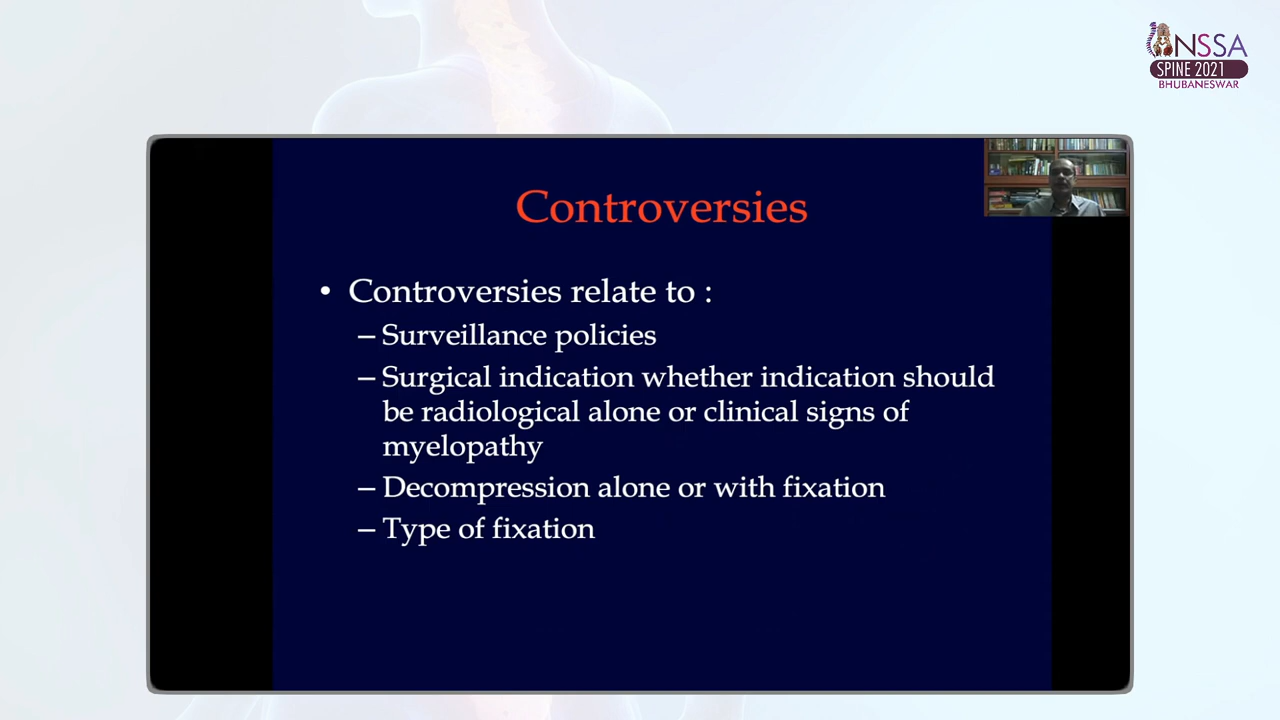 NSSA
SPINE 2021
BHUBANESWAR
Controversies
• Controversies relate to :
– Surveillance policies
– Surgical indication whether indication should
be radiological alone or clinical signs of
myelopathy
– Decompression alone or with fixation
– Type of fixation